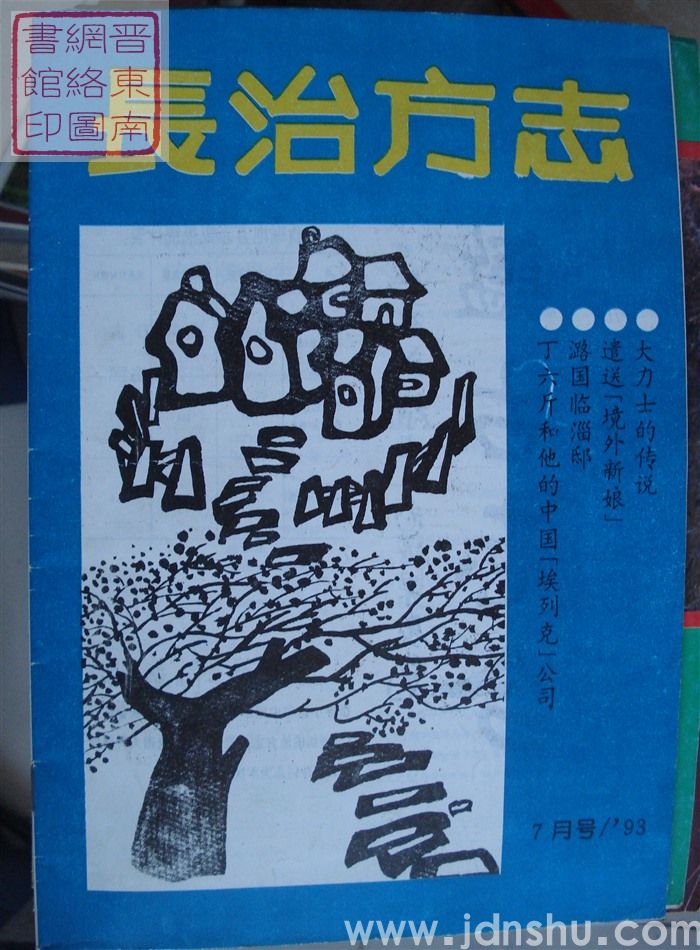 晋東南
網絡圖
書館印
長治方志
大力士的传说
遣送「境外新娘」
潞国临淄邸
丁六斤和他的中国「埃列克」公司
7月号/'93
www.jdnshu.com